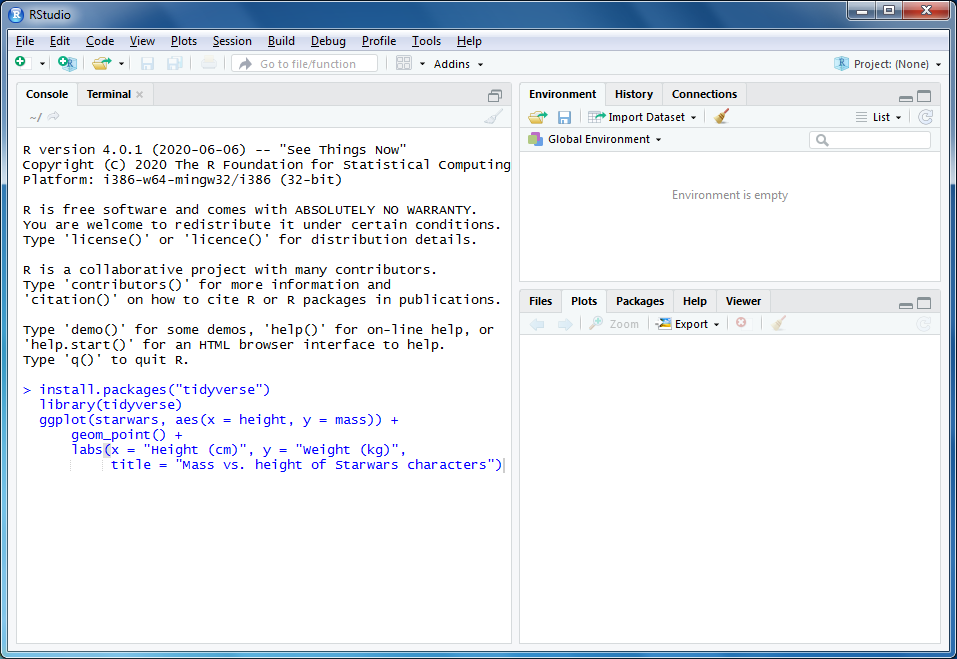 RStudio
File Edit Code View Plots Session Build Debug Profile Tools Help
Go to file/function Addins Project: (None)
Console Terminal
~/
R version 4.0.1 (2020-06-06) -- "See Things Now"
Copyright (C) 2020 The R Foundation for Statistical Computing
Platform: i386-w64-mingw32/i386 (32-bit)
R is free software and comes with ABSOLUTELY NO WARRANTY.
You are welcome to redistribute it under certain conditions.
Type 'license()' or 'licence()' for distribution details.
R is a collaborative project with many contributors.
Type 'contributors()' for more information and
'citation()' on how to cite R or R packages in publications.
Type 'demo()' for some demos, 'help()' for on-line help, or
'help.start()' for an HTML browser interface to help.
Type 'q()' to quit R.
> install.packages("tidyverse")
library(tidyverse)
ggplot(starwars, aes(x = height, y = mass)) +
geom_point() +
labs(x = "Height (cm)", y = "Weight (kg)",
title = "Mass vs. height of Starwars characters")
Environment History Connections
Import Dataset List
Global Environment
Environment is empty
Files Plots Packages Help Viewer
Zoom Export